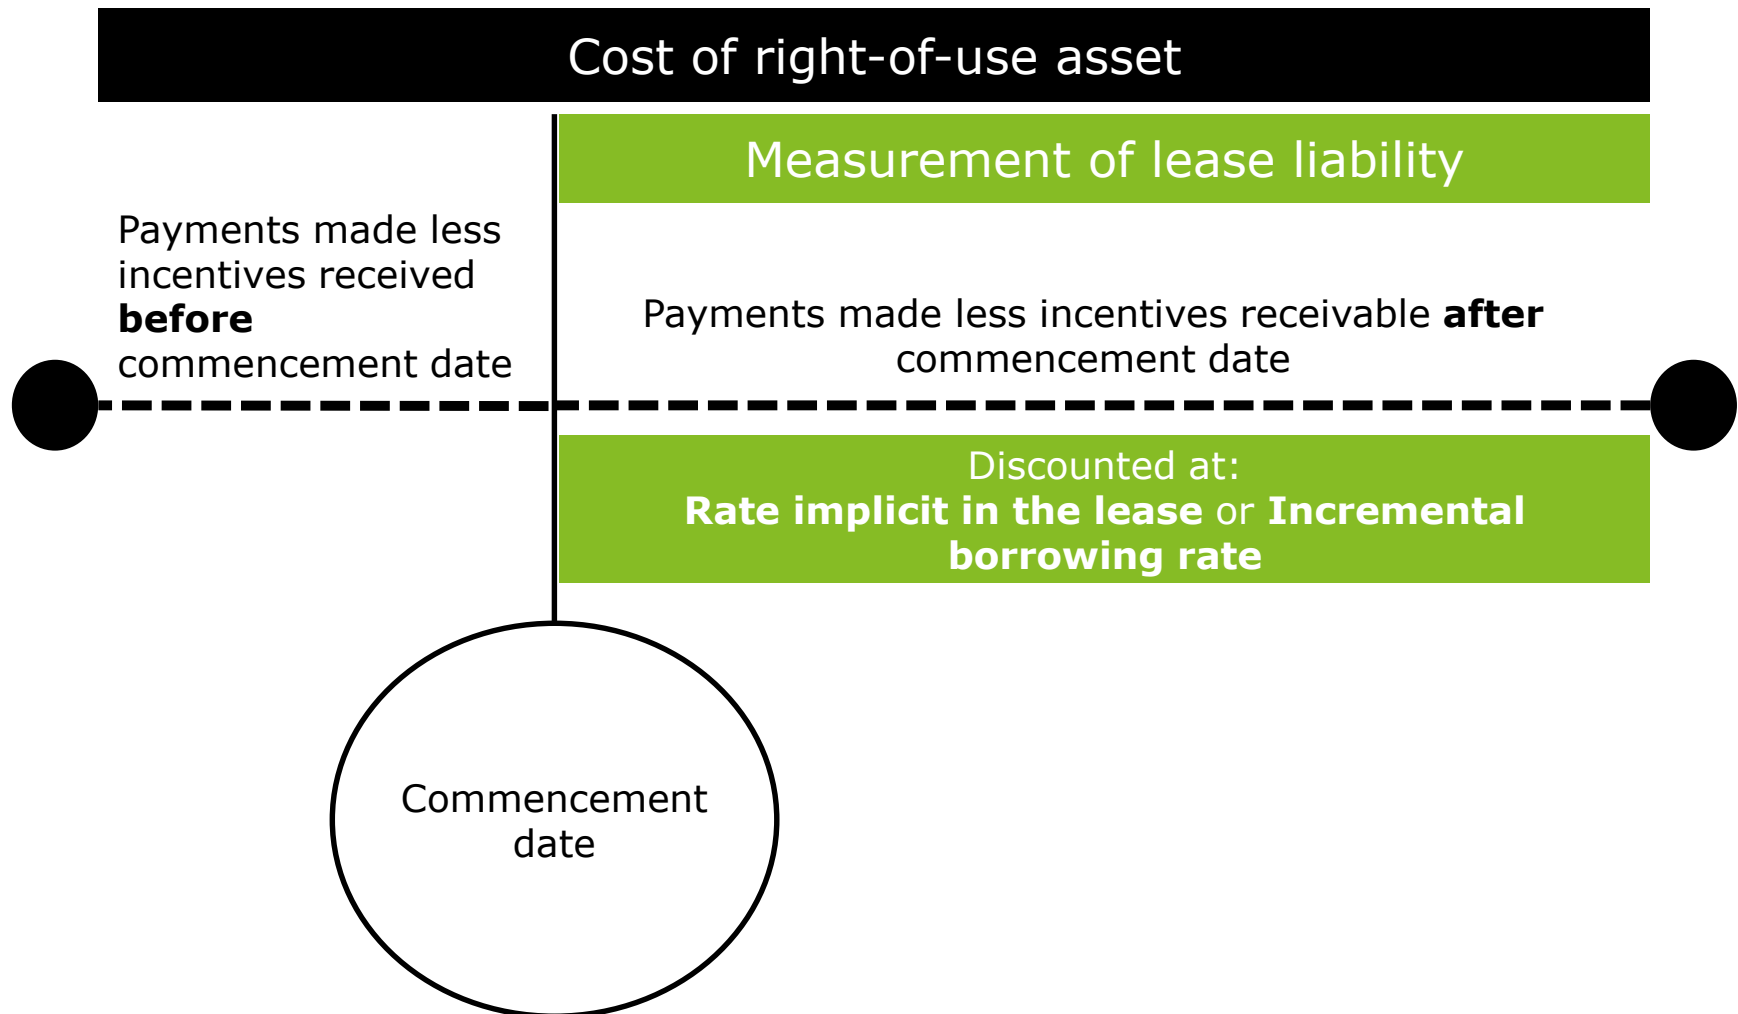 Cost of right-of-use asset
Measurement of lease liability
Payments made less
incentives received
before
commencement date
Payments made less incentives receivable after
commencement date
Discounted at:
Rate implicit in the lease or Incremental
borrowing rate
Commencement
date